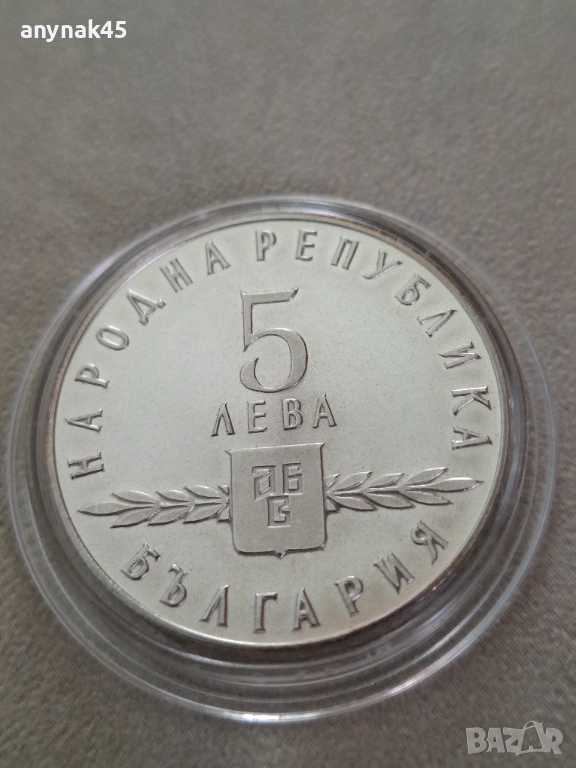 anynak45
НАРОДНА РЕПУБЛИКА
5
ЛЕВА
БЪЛГАРИЯ
BAZAR